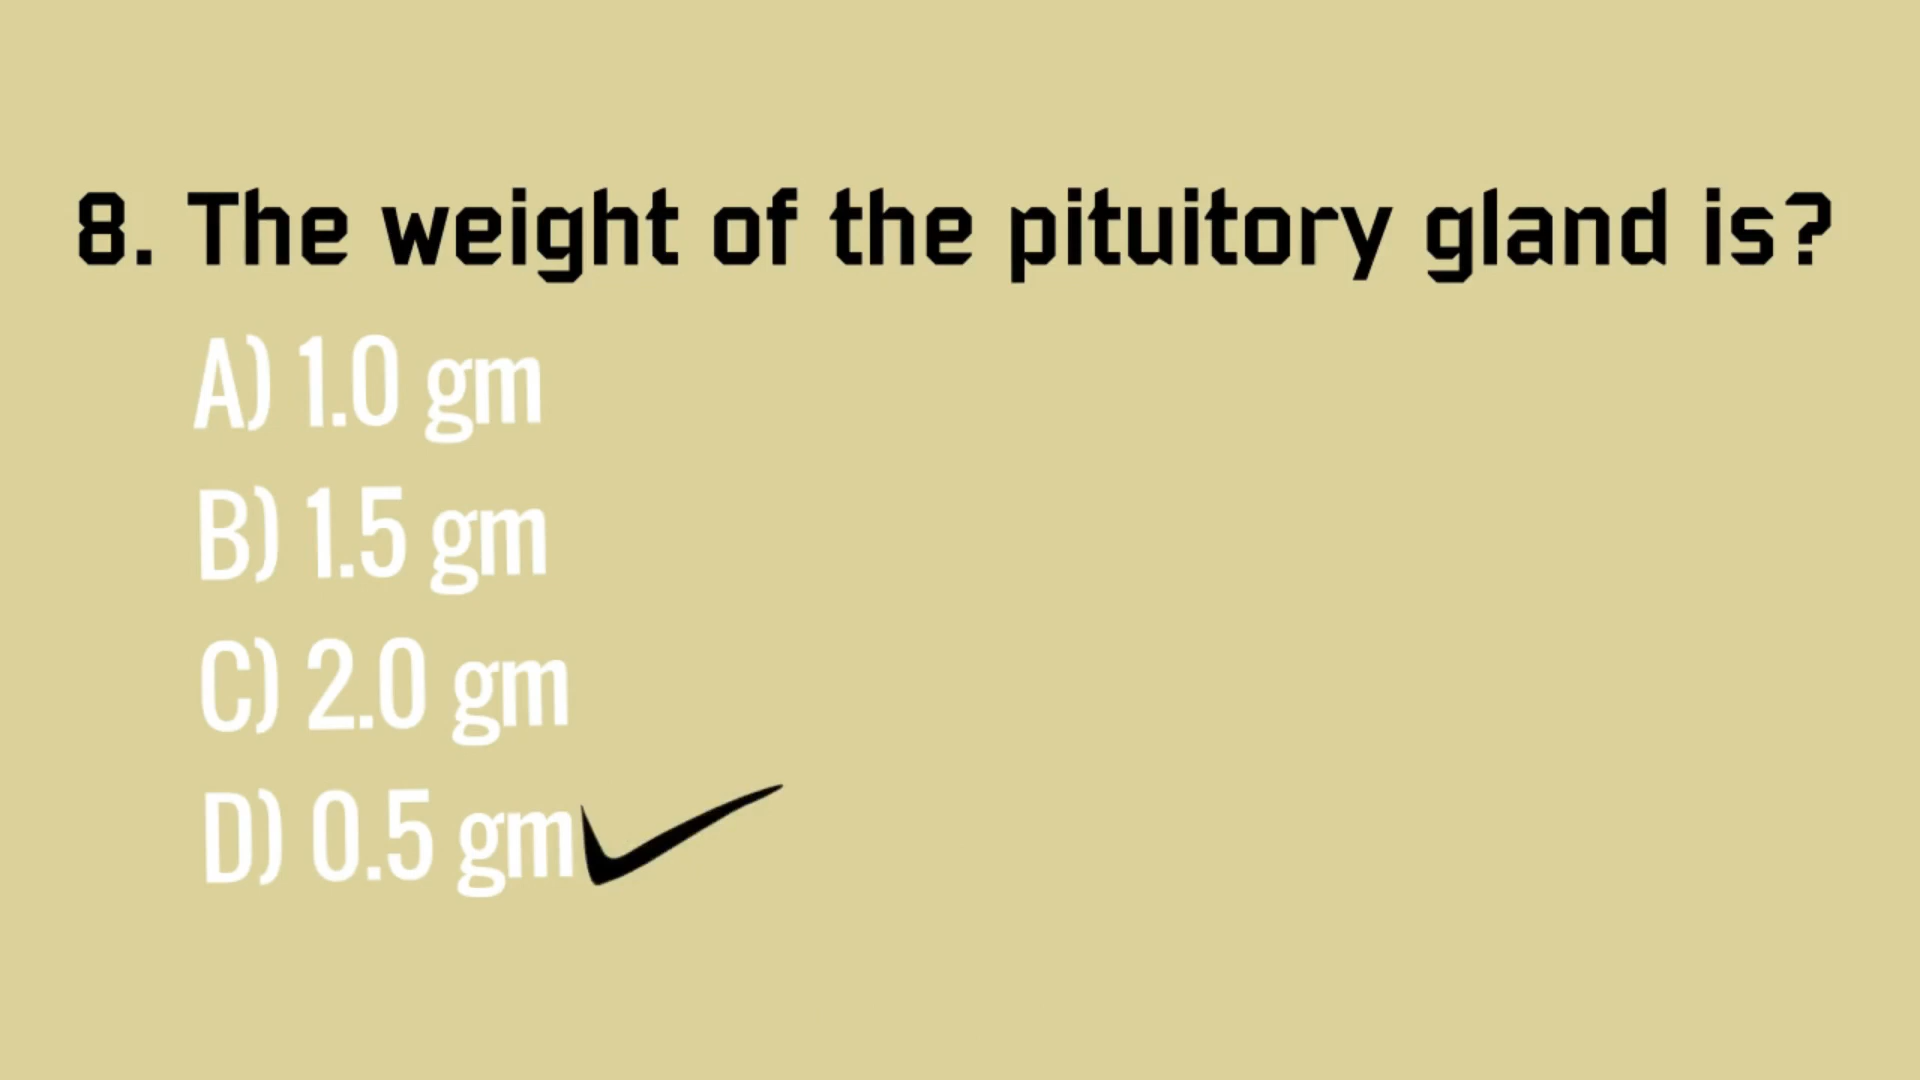 8. The weight of the pituitory gland is?
A) 1.0 gm
B) 1.5 gm
C) 2.0 gm
D) 0.5 gm